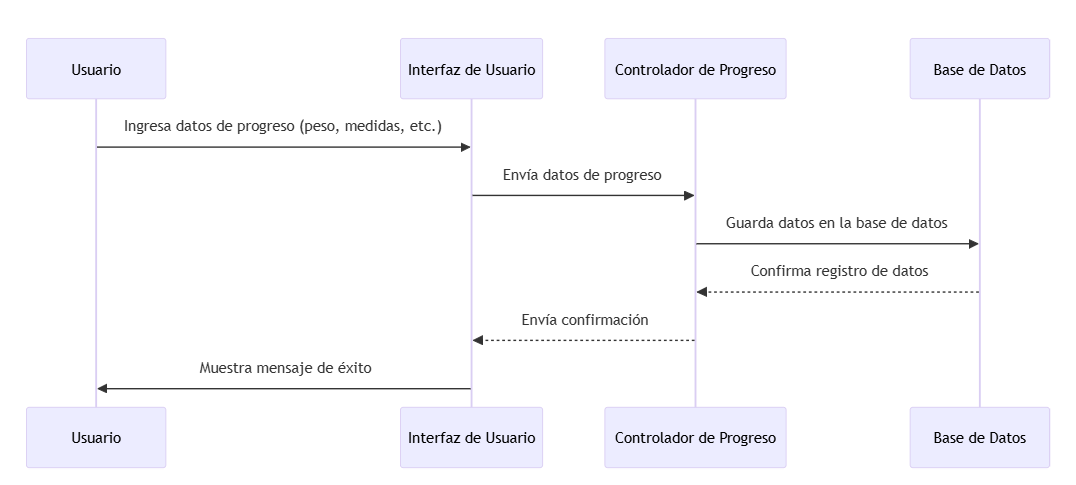 Usuario
Interfaz de Usuario
Controlador de Progreso
Base de Datos
Ingresa datos de progreso (peso, medidas, etc.)
Envía datos de progreso
Guarda datos en la base de datos
Confirma registro de datos
Envía confirmación
Muestra mensaje de éxito
Usuario
Interfaz de Usuario
Controlador de Progreso
Base de Datos